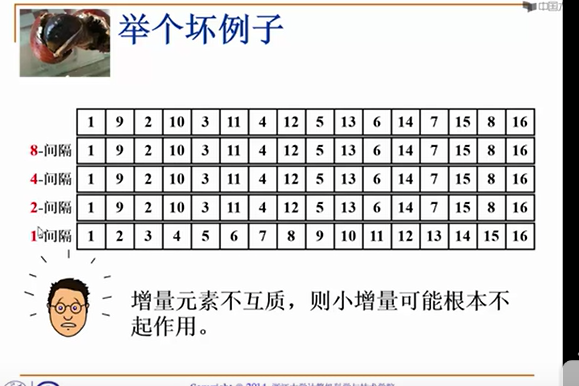 举个坏例子
1 9 2 10 3 11 4 12 5 13 6 14 7 15 8 16
8-间隔 1 9 2 10 3 11 4 12 5 13 6 14 7 15 8 16
4-间隔 1 9 2 10 3 11 4 12 5 13 6 14 7 15 8 16
2-间隔 1 9 2 10 3 11 4 12 5 13 6 14 7 15 8 16
1-间隔 1 2 3 4 5 6 7 8 9 10 11 12 13 14 15 16
增量元素不互质，则小增量可能根本不
起作用。